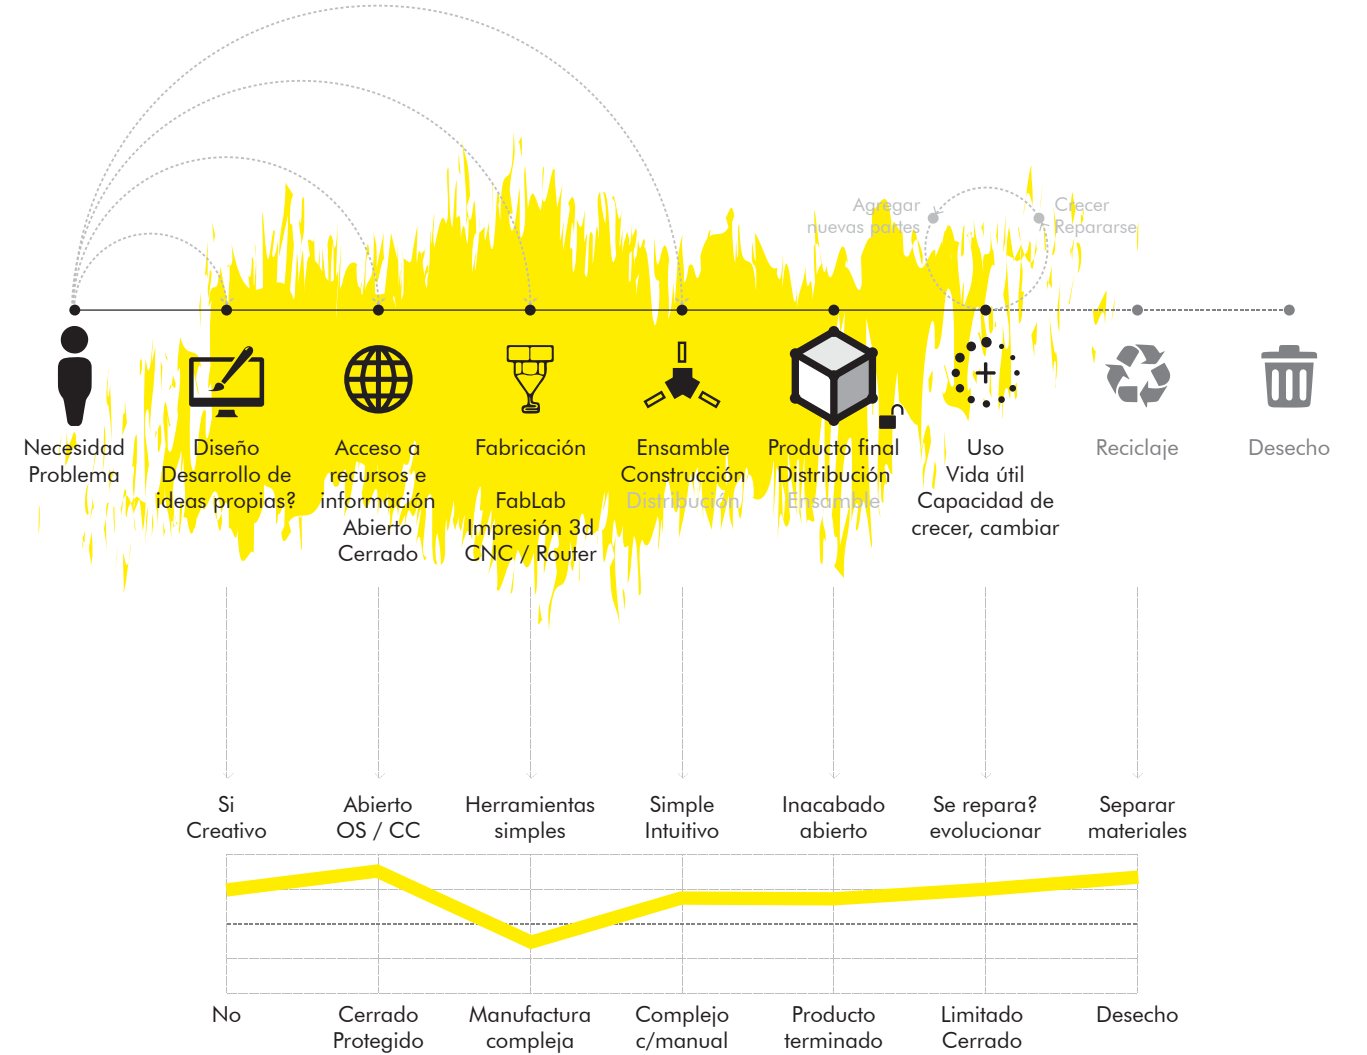 Agregar
nuevas partes
Crecer
Repararse
Necesidad
Problema
Diseño
Desarrollo de
ideas propias?
Acceso a
recursos e
información
Abierto
Cerrado
Fabricación
FabLab
Impresión 3d
CNC / Router
Ensamble
Construcción
Distribución
Producto final
Distribución
Ensamble
Uso
Vida útil
Capacidad de
crecer, cambiar
Reciclaje
Desecho
Si
Creativo
Abierto
OS / CC
Herramientas
simples
Simple
Intuitivo
Inacabado
abierto
Se repara?
evolucionar
Separar
materiales
No
Cerrado
Protegido
Manufactura
compleja
Complejo
c/manual
Producto
terminado
Limitado
Cerrado
Desecho